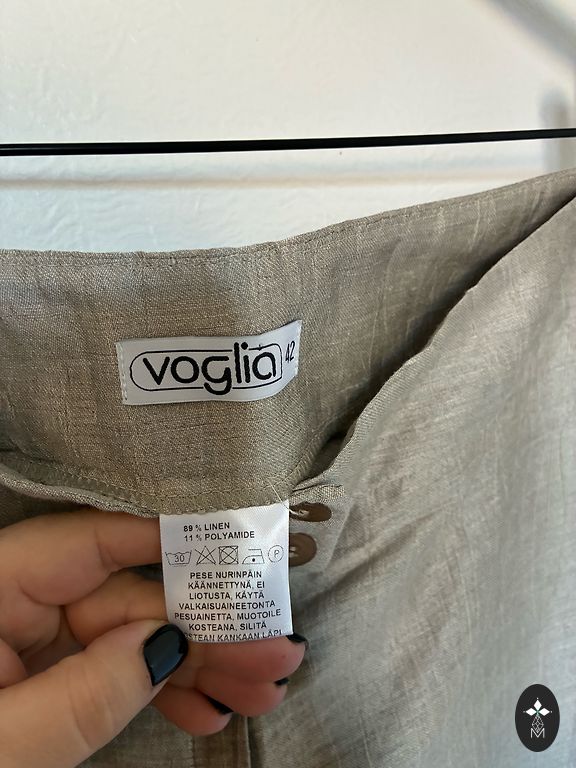 voglia
42
89 % LINEN
11 % POLYAMIDE
30 P
PESE NURINPÄIN
KÄÄNNETTYNÄ, EI
LIOTUSTA, KÄYTÄ
VALKAISUAINEETONTA
PESUAINETTA, MUOTOILE
KOSTEANA, SILITÄ
KOSTEAN KANKAAN LÄPI
M